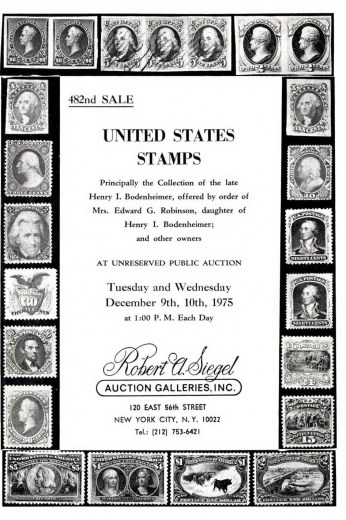 482nd SALE
UNITED STATES
STAMPS
Principally the Collection of the late
Henry I. Bodenheimer, offered by order of
Mrs. Edward G. Robinson, daughter of
Henry I. Bodenheimer;
and other owners
AT UNRESERVED PUBLIC AUCTION
Tuesday and Wednesday
December 9th, 10th, 1975
at 1:00 P. M. Each Day
Robert A. Siegel
AUCTION GALLERIES, INC.
120 EAST 56th STREET
NEW YORK CITY, N. Y. 10022
Tel.: (212) 753-6421